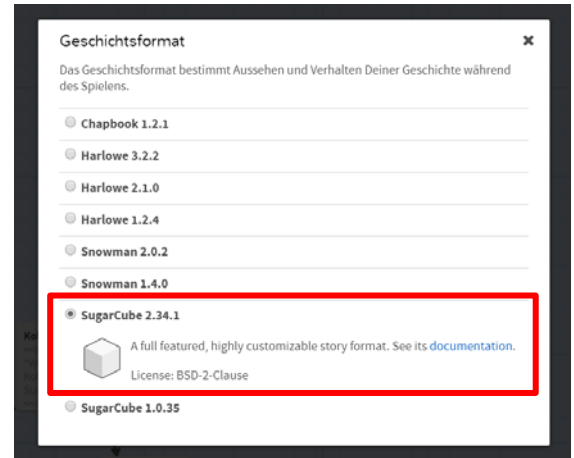 Geschichtsformat
Das Geschichtsformat bestimmt Aussehen und Verhalten Deiner Geschichte während
des Spielens.
Chapbook 1.2.1
Harlowe 3.2.2
Harlowe 2.1.0
Harlowe 1.2.4
Snowman 2.0.2
Snowman 1.4.0
SugarCube 2.34.1
A full featured, highly customizable story format. See its documentation.
License: BSD-2-Clause
SugarCube 1.0.35